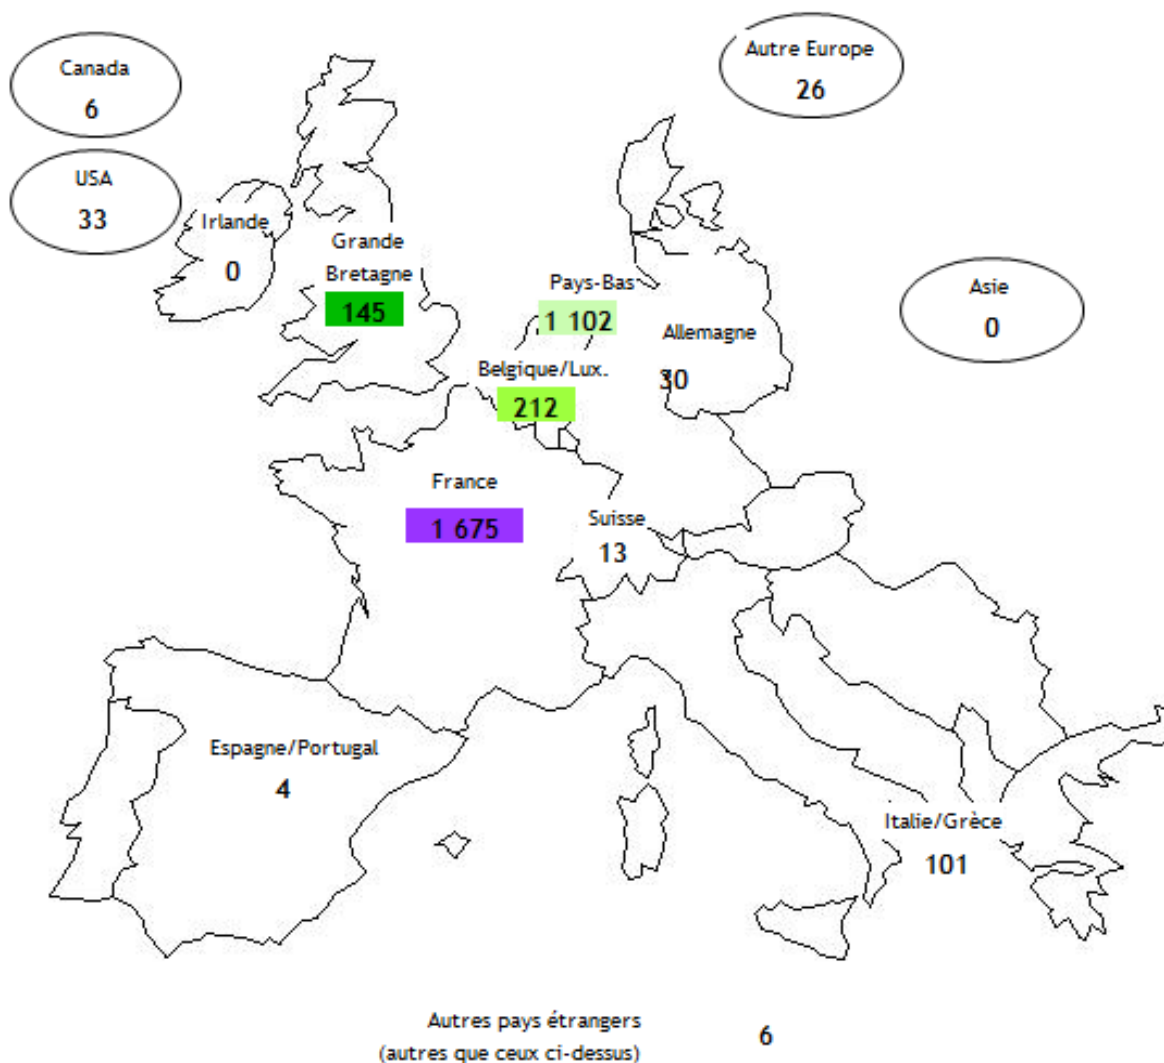 Canada
6
USA
33
Autre Europe
26
Irlande
0
Grande
Bretagne
145
Pays-Bas
1 102
Asie
0
Allemagne
30
Belgique/Lux.
212
France
1 675
Suisse
13
Espagne/Portugal
4
Italie/Grèce
101
Autres pays étrangers
(autres que ceux ci-dessus)
6